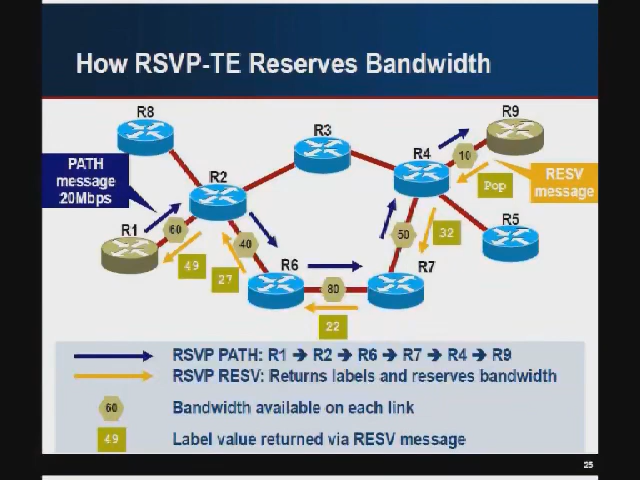 How RSVP-TE Reserves Bandwidth
R8
R9
R3
R4
10
PATH
message
20Mbps
R2
Pop
RESV
message
R1
60
40
50
32
R5
49
27
R6
R7
80
22
RSVP PATH: R1 → R2 → R6 → R7 → R4 → R9
RSVP RESV: Returns labels and reserves bandwidth
60
Bandwidth available on each link
49
Label value returned via RESV message
25